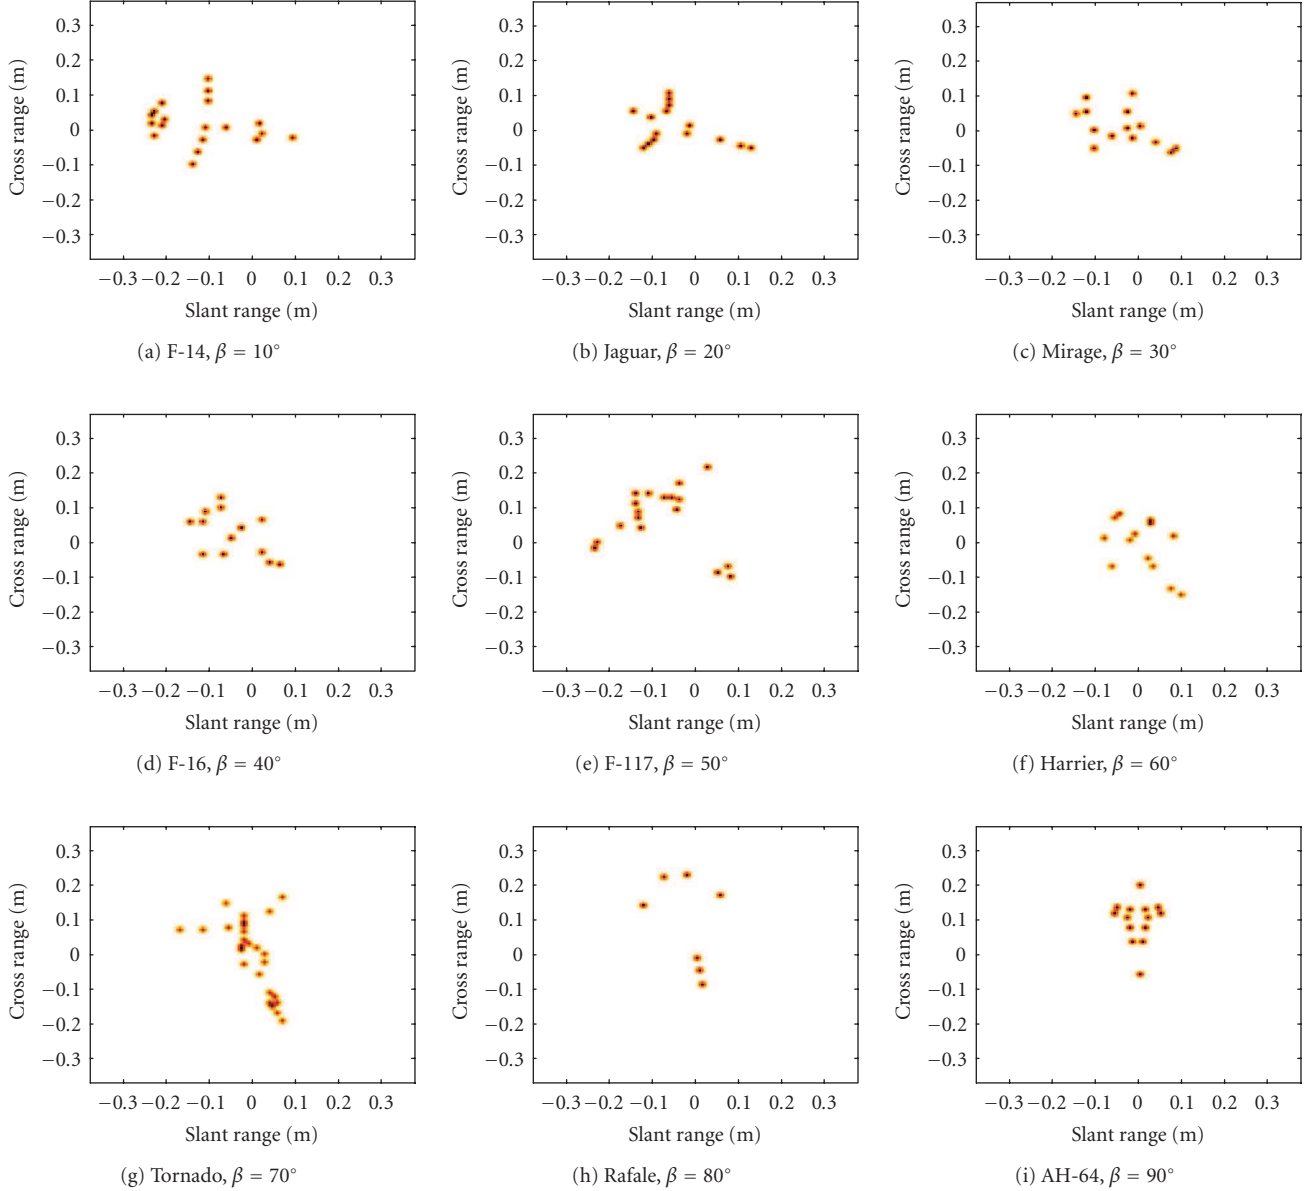 0.3
0.2
0.1
0
−0.1
−0.2
−0.3
Cross range (m)
−0.3 −0.2 −0.1 0 0.1 0.2 0.3
Slant range (m)
(a) F-14, β = 10°
0.3
0.2
0.1
0
−0.1
−0.2
−0.3
Cross range (m)
−0.3 −0.2 −0.1 0 0.1 0.2 0.3
Slant range (m)
(b) Jaguar, β = 20°
0.3
0.2
0.1
0
−0.1
−0.2
−0.3
Cross range (m)
−0.3 −0.2 −0.1 0 0.1 0.2 0.3
Slant range (m)
(c) Mirage, β = 30°
0.3
0.2
0.1
0
−0.1
−0.2
−0.3
Cross range (m)
−0.3 −0.2 −0.1 0 0.1 0.2 0.3
Slant range (m)
(d) F-16, β = 40°
0.3
0.2
0.1
0
−0.1
−0.2
−0.3
Cross range (m)
−0.3 −0.2 −0.1 0 0.1 0.2 0.3
Slant range (m)
(e) F-117, β = 50°
0.3
0.2
0.1
0
−0.1
−0.2
−0.3
Cross range (m)
−0.3 −0.2 −0.1 0 0.1 0.2 0.3
Slant range (m)
(f) Harrier, β = 60°
0.3
0.2
0.1
0
−0.1
−0.2
−0.3
Cross range (m)
−0.3 −0.2 −0.1 0 0.1 0.2 0.3
Slant range (m)
(g) Tornado, β = 70°
0.3
0.2
0.1
0
−0.1
−0.2
−0.3
Cross range (m)
−0.3 −0.2 −0.1 0 0.1 0.2 0.3
Slant range (m)
(h) Rafale, β = 80°
0.3
0.2
0.1
0
−0.1
−0.2
−0.3
Cross range (m)
−0.3 −0.2 −0.1 0 0.1 0.2 0.3
Slant range (m)
(i) AH-64, β = 90°